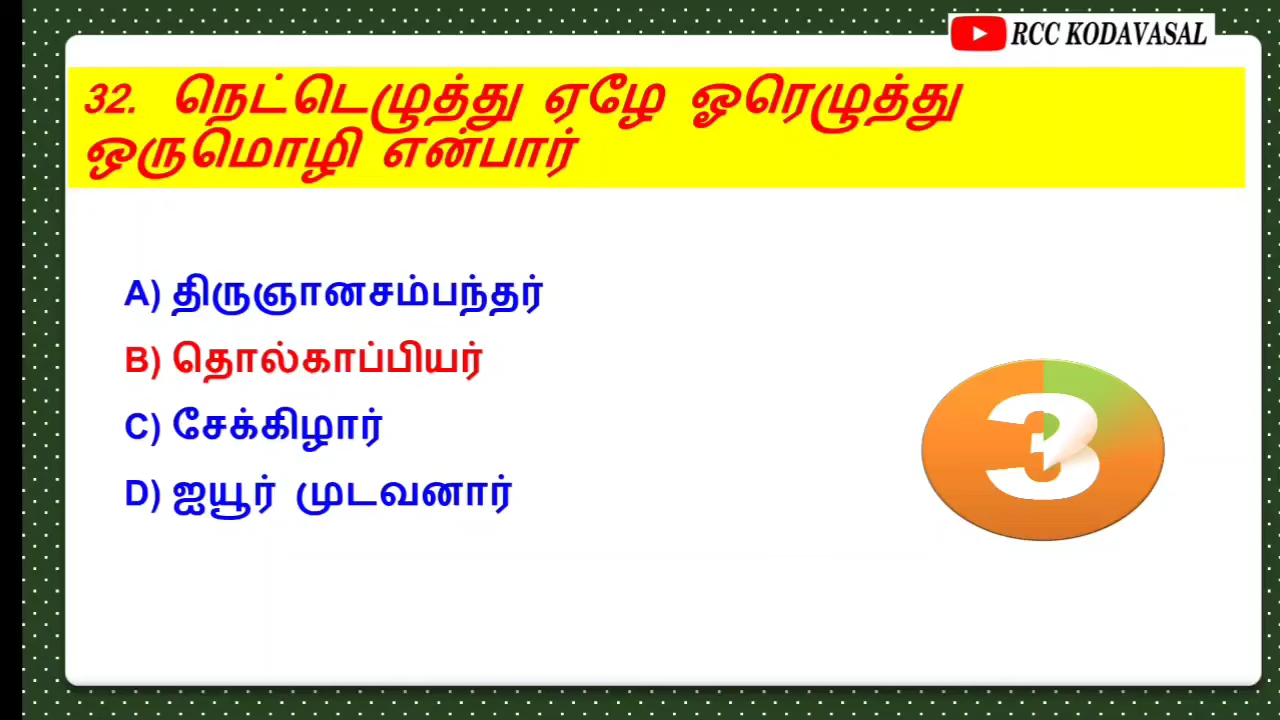 RCC KODAVASAL
32. நெட்டெழுத்து ஏழே ஓரெழுத்து
ஒருமொழி என்பார்
A) திருஞானசம்பந்தர்
B) தொல்காப்பியர்
C) சேக்கிழார்
D) ஐயூர் முடவனார்
3